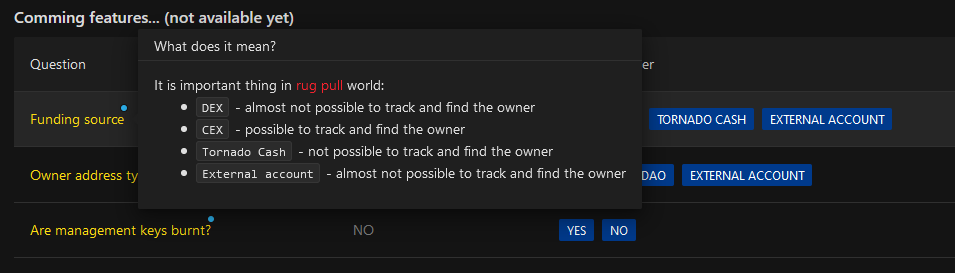 Comming features... (not available yet)
What does it mean?
Question
It is important thing in rug pull world:
DEX - almost not possible to track and find the owner
CEX - possible to track and find the owner
Tornado Cash - not possible to track and find the owner
External account - almost not possible to track and find the owner
er
Funding source
TORNADO CASH EXTERNAL ACCOUNT
Owner address ty
DAO EXTERNAL ACCOUNT
Are management keys burnt? NO YES NO